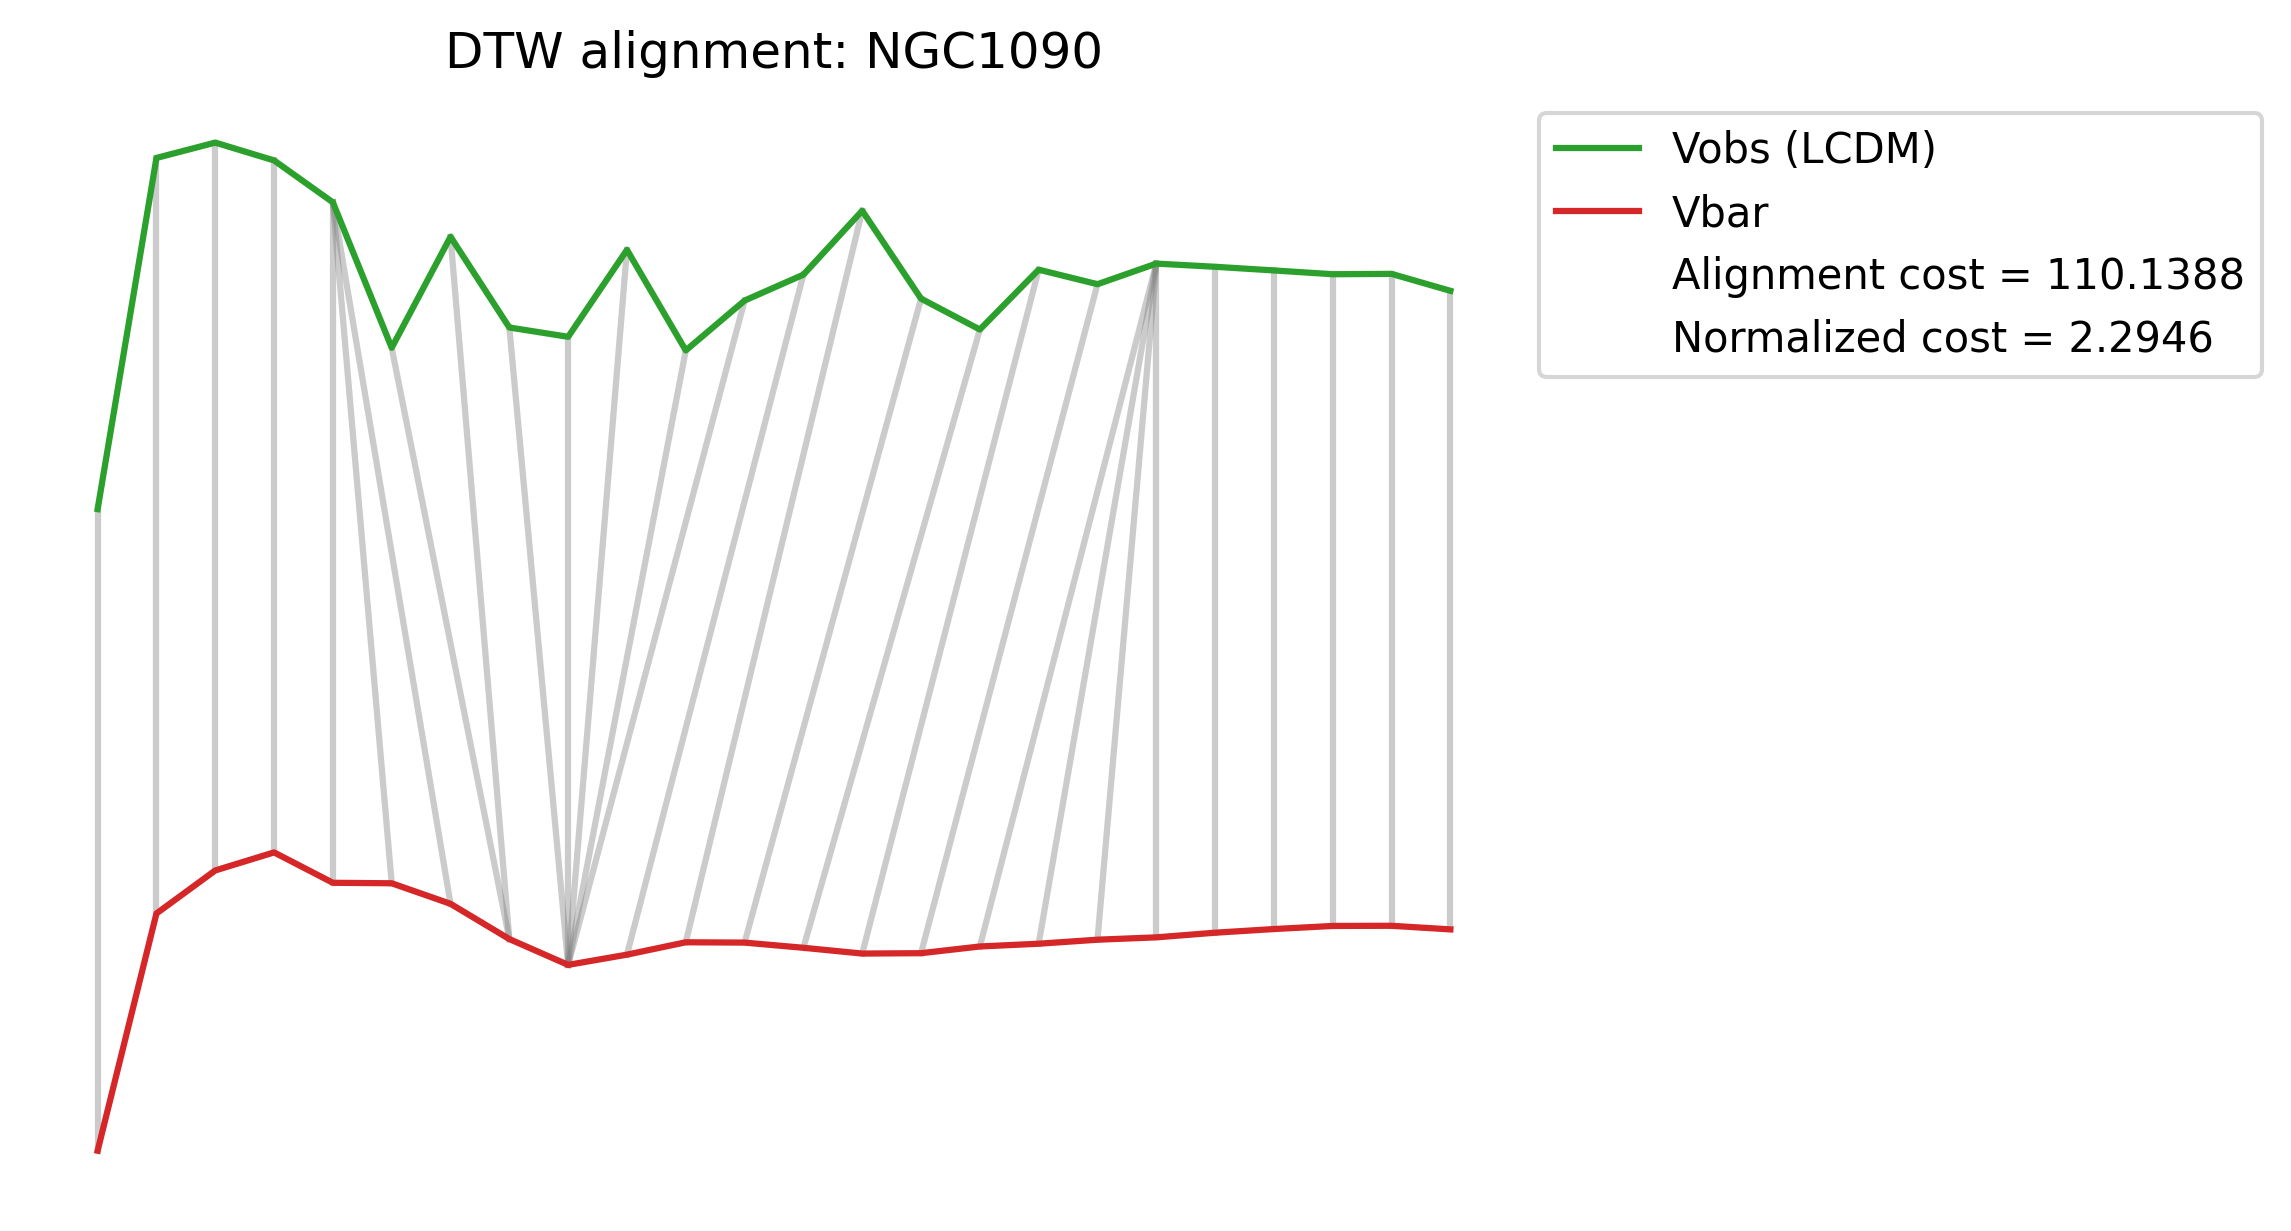 DTW alignment: NGC1090
Vobs (LCDM)
Vbar
Alignment cost = 110.1388
Normalized cost = 2.2946